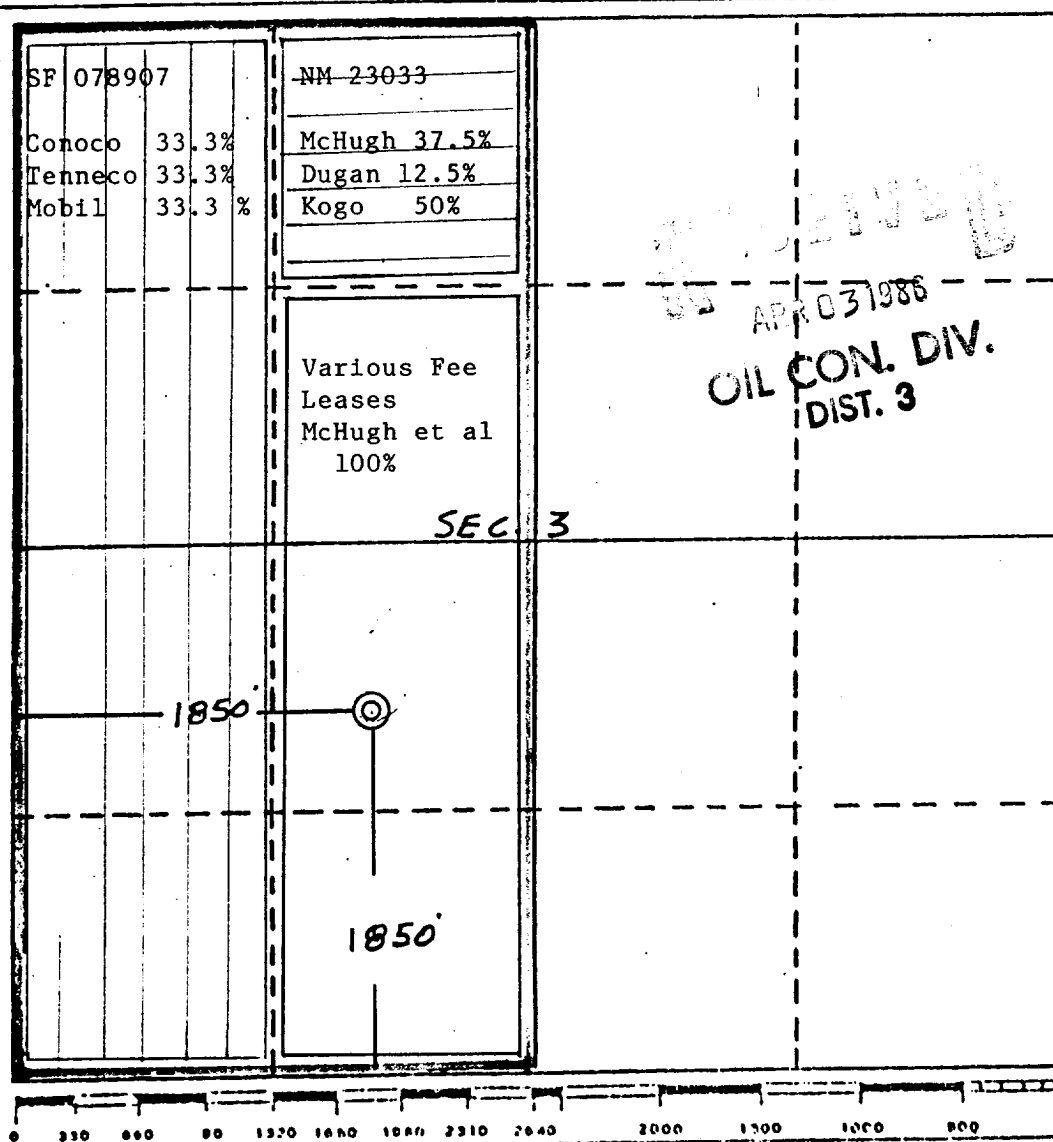 SF 078907
Conoco 33.3%
Tenneco 33.3%
Mobil 33.3 %
NM 23033
McHugh 37.5%
Dugan 12.5%
Kogo 50%
APR 03 1986
OIL CON. DIV.
DIST. 3
Various Fee
Leases
McHugh et al
100%
SEC. 3
1850'
1850'
0 330 660 90 1320 1650 1980 2310 2640 2000 1500 1000 500